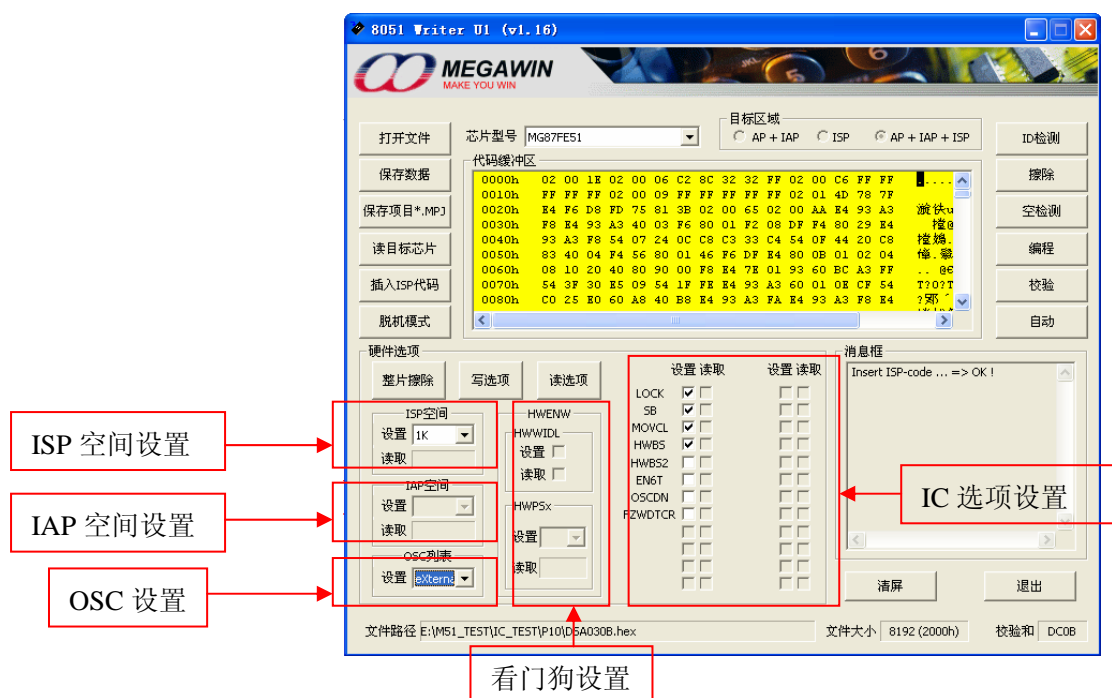 8051 Writer U1 (v1.16)
MEGAWIN
MAKE YOU WIN
打开文件
芯片型号 MG87FE51
目标区域
AP + IAP ISP AP + IAP + ISP
ID检测
保存数据
保存项目*.MPJ
读目标芯片
插入ISP代码
脱机模式
代码缓冲区
0000h 02 00 1E 02 00 06 C2 8C 32 32 FF 02 00 C6 FF FF
0010h FF FF FF 02 00 09 FF FF FF FF FF 02 01 4D 78 7F
0020h E4 F6 D8 FD 75 81 3B 02 00 65 02 00 AA E4 93 A3
0030h F8 E4 93 A3 40 03 F6 80 01 F2 08 DF F4 80 29 E4
0040h 93 A3 F8 54 07 24 0C C8 C3 33 C4 54 0F 44 20 C8
0050h 83 40 04 F4 56 80 01 46 F6 DF E4 80 0B 01 02 04
0060h 08 10 20 40 80 90 00 F8 E4 7E 01 93 60 BC A3 FF
0070h 54 3F 30 E5 09 54 1F FE E4 93 A3 60 01 0E CF 54
T?O?T
0080h C0 25 E0 60 A8 40 B8 E4 93 A3 FA E4 93 A3 F8 E4
擦除
空检测
编程
校验
自动
硬件选项
整片擦除 写选项 读选项
ISP空间
设置 1K
读取
IAP空间
设置
读取
OSC列表
设置 eXterna
HWENW
HWWIDL
设置
读取
HWPSx
设置
读取
设置 读取 设置 读取
LOCK
SB
MOVCL
HWBS
HWBS2
EN6T
OSCDN
FZWDTCR
消息框
Insert ISP-code ... => OK !
清屏 退出
文件路径 E:\M51_TEST\IC_TEST\P10\D5A030B.hex
文件大小 8192 (2000h)
校验和 DC0B
ISP 空间设置
IAP 空间设置
OSC 设置
IC 选项设置
看门狗设置